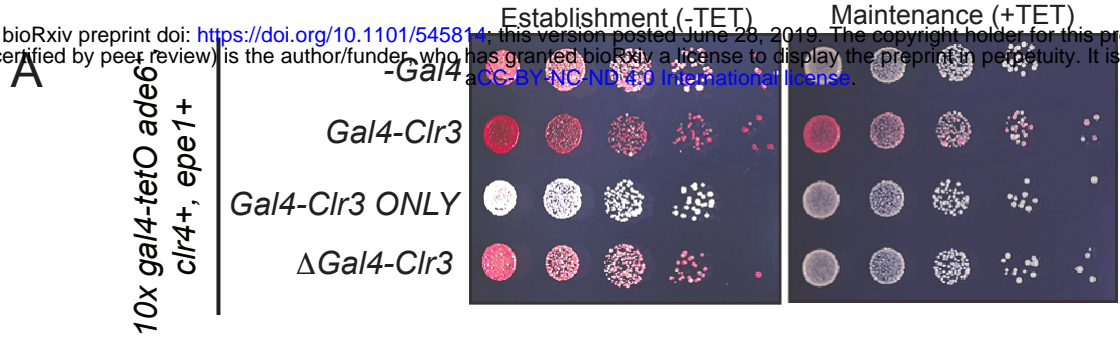 Establishment (-TET) Maintenance (+TET)
bioRxiv preprint doi: https://doi.org/10.1101/545814; this version posted June 28, 2019. The copyright holder for this pre
certified by peer review) is the author/funder, who has granted bioRxiv a license to display the preprint in perpetuity. It is
aCC-BY-NC-ND 4.0 International license.
A
10x gal4-tetO ade6+
clr4+, epe1+
-Gal4
Gal4-Clr3
Gal4-Clr3 ONLY
ΔGal4-Clr3